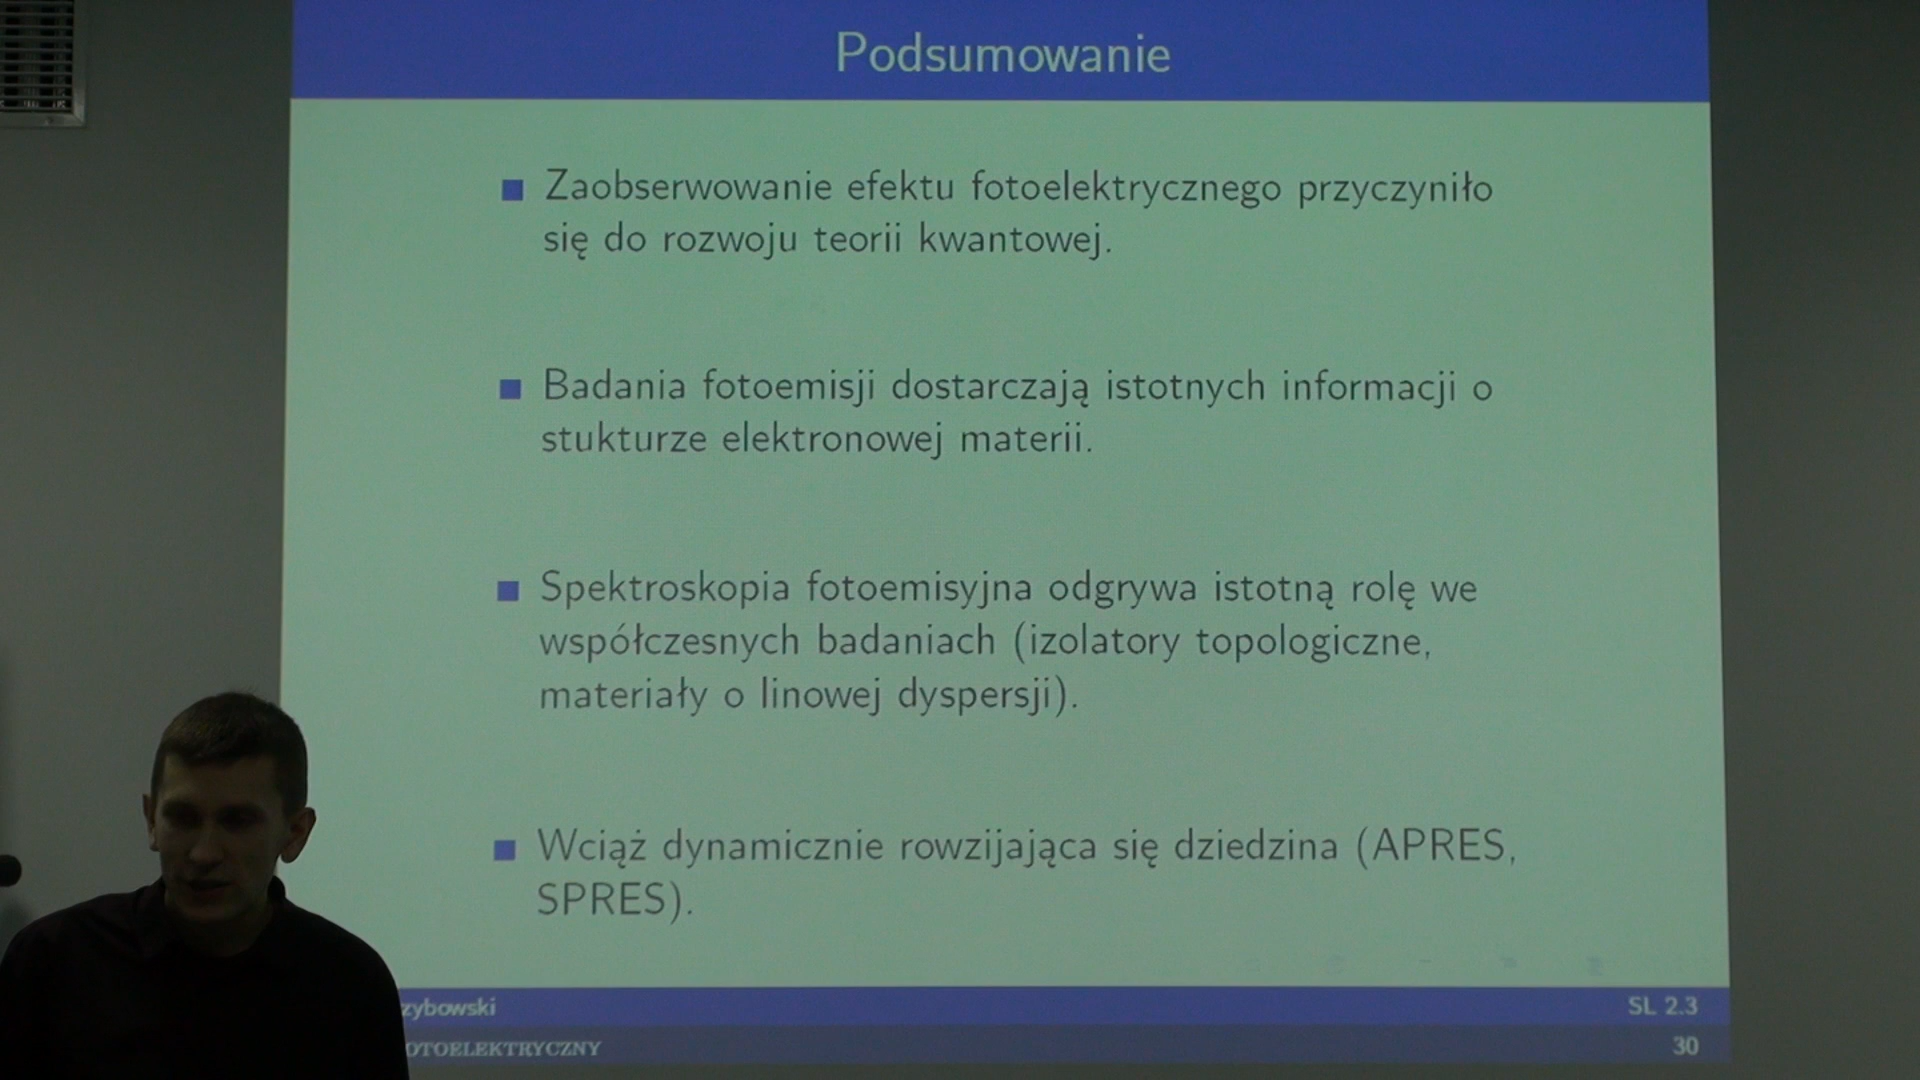 Podsumowanie
Zaobserwowanie efektu fotoelektrycznego przyczyniło
się do rozwoju teorii kwantowej.
Badania fotoemisji dostarczają istotnych informacji o
stukturze elektronowej materii.
Spektroskopia fotoemisyjna odgrywa istotną rolę we
współczesnych badaniach (izolatory topologiczne,
materiały o linowej dyspersji).
Wciąż dynamicznie rowzijająca się dziedzina (APRES,
SPRES).
zybowski
SL 2.3
OTOELEKTRYCZNY
30